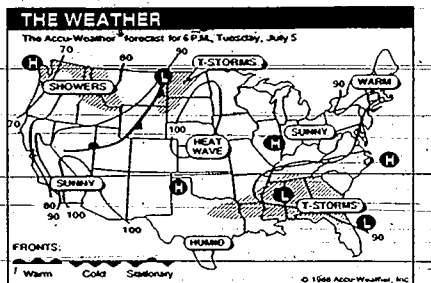 THE WEATHER
The Accu-Weather® forecast for 6 P.M., Tuesday, July 5
70
80
90
H
L
T-STORMS
SHOWERS
WARM
90
70
100
HEAT
WAVE
SUNNY
H
H
SUNNY
H
L
T-STORMS
80
90
100
100
L
90
HUMID
FRONTS:
Warm Cold Stationary
© 1988 Accu-Weather, Inc